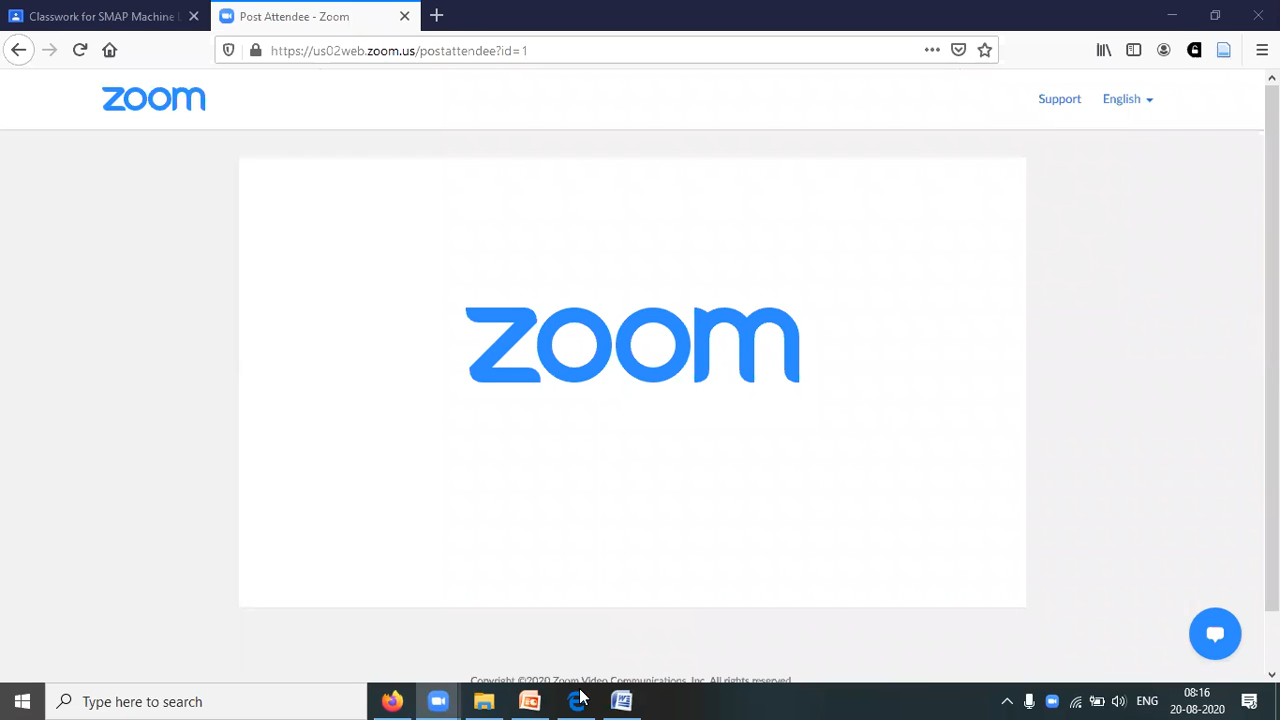 Classwork for SMAP Machine L
Post Attendee - Zoom
https://us02web.zoom.us/postattendee?id=1
zoom
Support
English
zoom
Copyright ©2020 Zoom Video Communications, Inc. All rights reserved.
Type here to search
ENG
08:16
20-08-2020